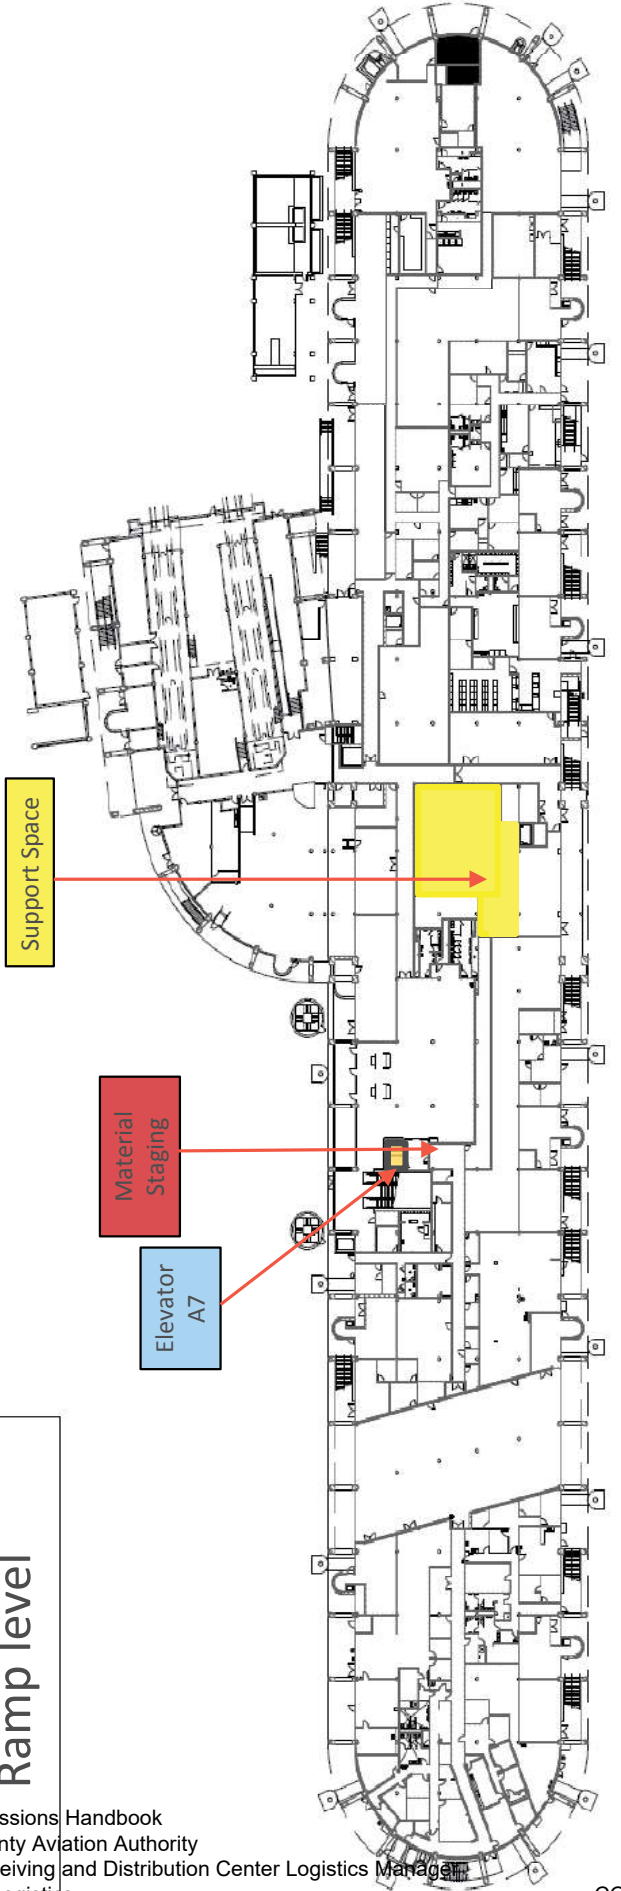 Support Space
Material
Staging
Elevator
A7
Ramp level
ssions Handbook
nty Aviation Authority
eiving and Distribution Center Logistics Manager